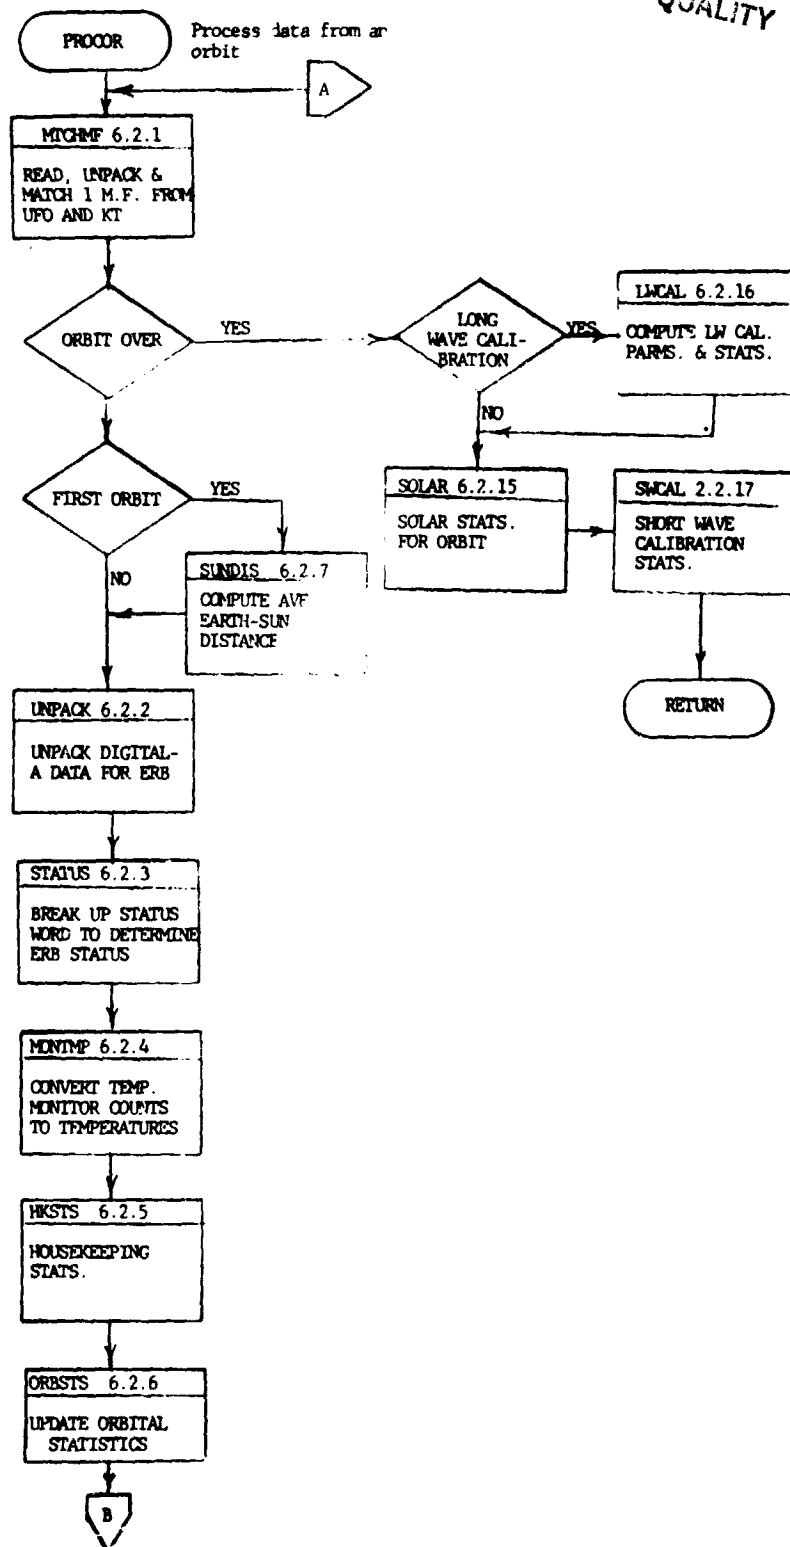 QUALITY
PROCOR
Process data from an
orbit
A
MTCHMF 6.2.1
READ, UNPACK &
MATCH 1 M.F. FROM
UFO AND KT
ORBIT OVER
YES
LONG
WAVE CALI-
BRATION
YES
LWCAL 6.2.16
COMPUTE LW CAL.
PARMS. & STATS.
NO
FIRST ORBIT
YES
SOLAR 6.2.15
SOLAR STATS.
FOR ORBIT
SWCAL 2.2.17
SHORT WAVE
CALIBRATION
STATS.
NO
SUNDIS 6.2.7
COMPUTE AVE
EARTH-SUN
DISTANCE
RETURN
UNPACK 6.2.2
UNPACK DIGITAL-
A DATA FOR ERB
STATUS 6.2.3
BREAK UP STATUS
WORD TO DETERMINE
ERB STATUS
MONTMP 6.2.4
CONVERT TEMP.
MONITOR COUNTS
TO TEMPERATURES
HKSTS 6.2.5
HOUSEKEEPING
STATS.
ORBSTS 6.2.6
UPDATE ORBITAL
STATISTICS
B